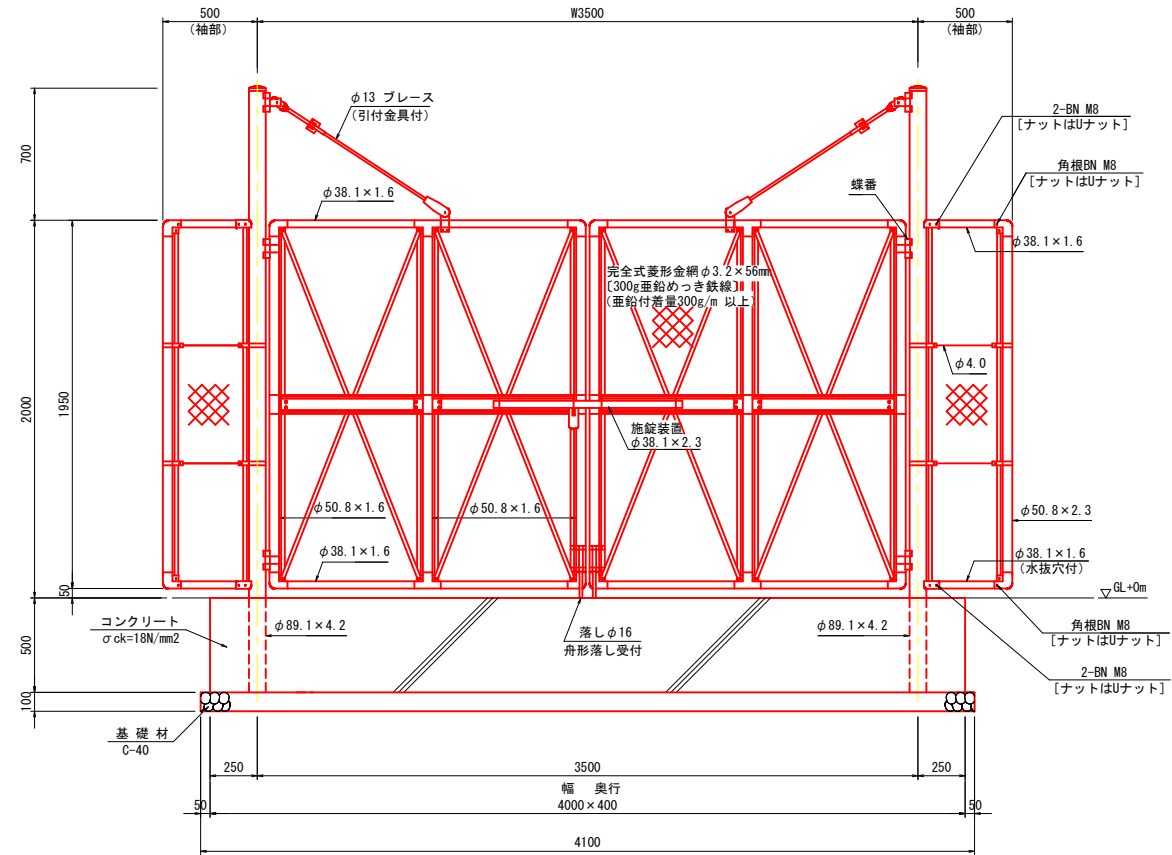 500
(袖部)
W3500
500
(袖部)
φ13 ブレース
(引付金具付)
2-BN M8
[ナットはUナット]
角根BN M8
[ナットはUナット]
700
φ38.1×1.6
蝶番
φ38.1×1.6
完全式菱形金網φ3.2×56mm
〔300g亜鉛めっき鉄線〕
(亜鉛付着量300g/m 以上)
φ4.0
2000
1950
施錠装置
φ38.1×2.3
φ50.8×1.6
φ50.8×1.6
φ50.8×2.3
φ38.1×1.6
φ38.1×1.6
(水抜穴付)
50
▽GL+0m
コンクリート
σck=18N/mm2
φ89.1×4.2
落しφ16
舟形落し受付
φ89.1×4.2
角根BN M8
[ナットはUナット]
500
2-BN M8
[ナットはUナット]
100
基 礎 材
C-40
250
3500
250
幅 奥行
50
4000×400
50
4100